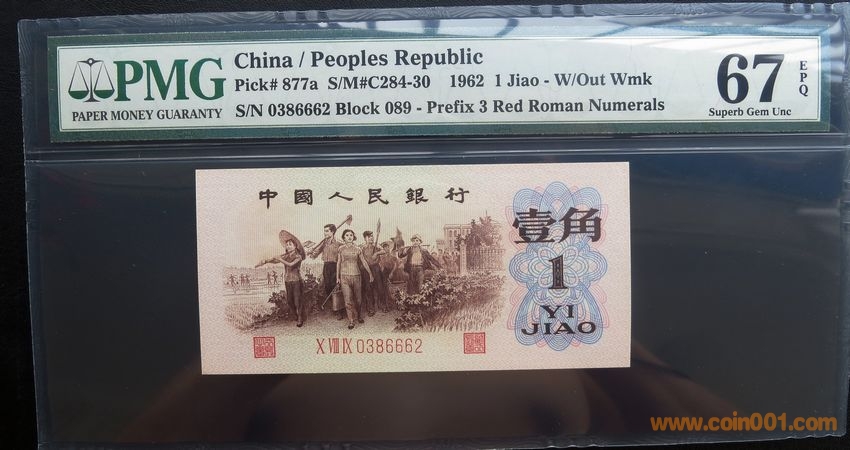 PMG
PAPER MONEY GUARANTY
China / Peoples Republic
Pick# 877a S/M#C284-30 1962 1 Jiao - W/Out Wmk
S/N 0386662 Block 089 - Prefix 3 Red Roman Numerals
67
EPQ
Superb Gem Unc
中國人民銀行
壹角
1
YI
JIAO
X VIII IX 0386662
www.coin001.com